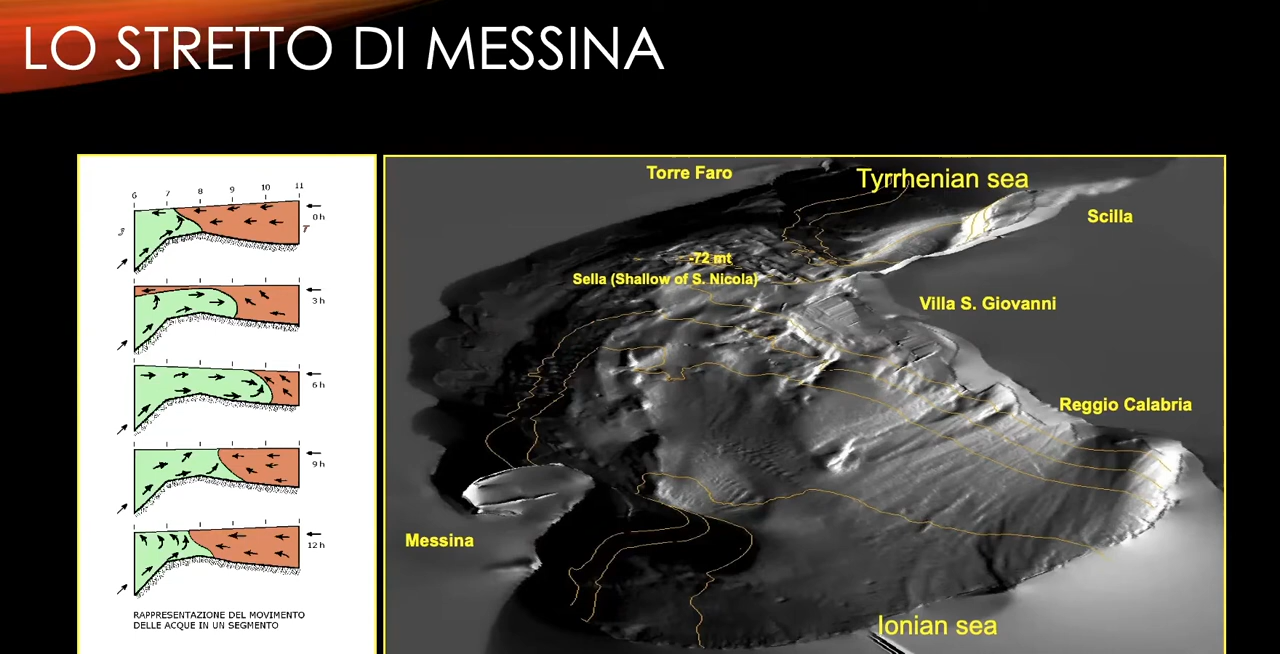 LO STRETTO DI MESSINA
6 7 8 9 10 11
0 h
J
T
3 h
6 h
9 h
12 h
RAPPRESENTAZIONE DEL MOVIMENTO
DELLE ACQUE IN UN SEGMENTO
Torre Faro
Tyrrhenian sea
Scilla
-72 mt
Sella (Shallow of S. Nicola)
Villa S. Giovanni
Reggio Calabria
Messina
Ionian sea